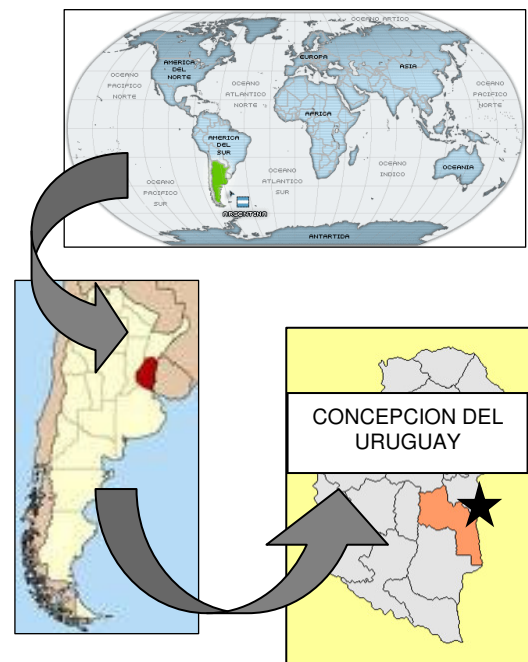 OCEANO ARTICO
EUROPA
AMERICA
DEL
NORTE
ASIA
OCEANO
PACIFICO
NORTE
OCEANO
ATLANTICO
NORTE
OCEANO
PACIFICO
NORTE
AFRICA
AMERICA
DEL
SUR
OCEANO
INDICO
OCEANIA
OCEANO
PACIFICO
SUR
OCEANO
ATLANTICO
SUR
ARGENTINA
ANTARTIDA
CONCEPCION DEL
URUGUAY